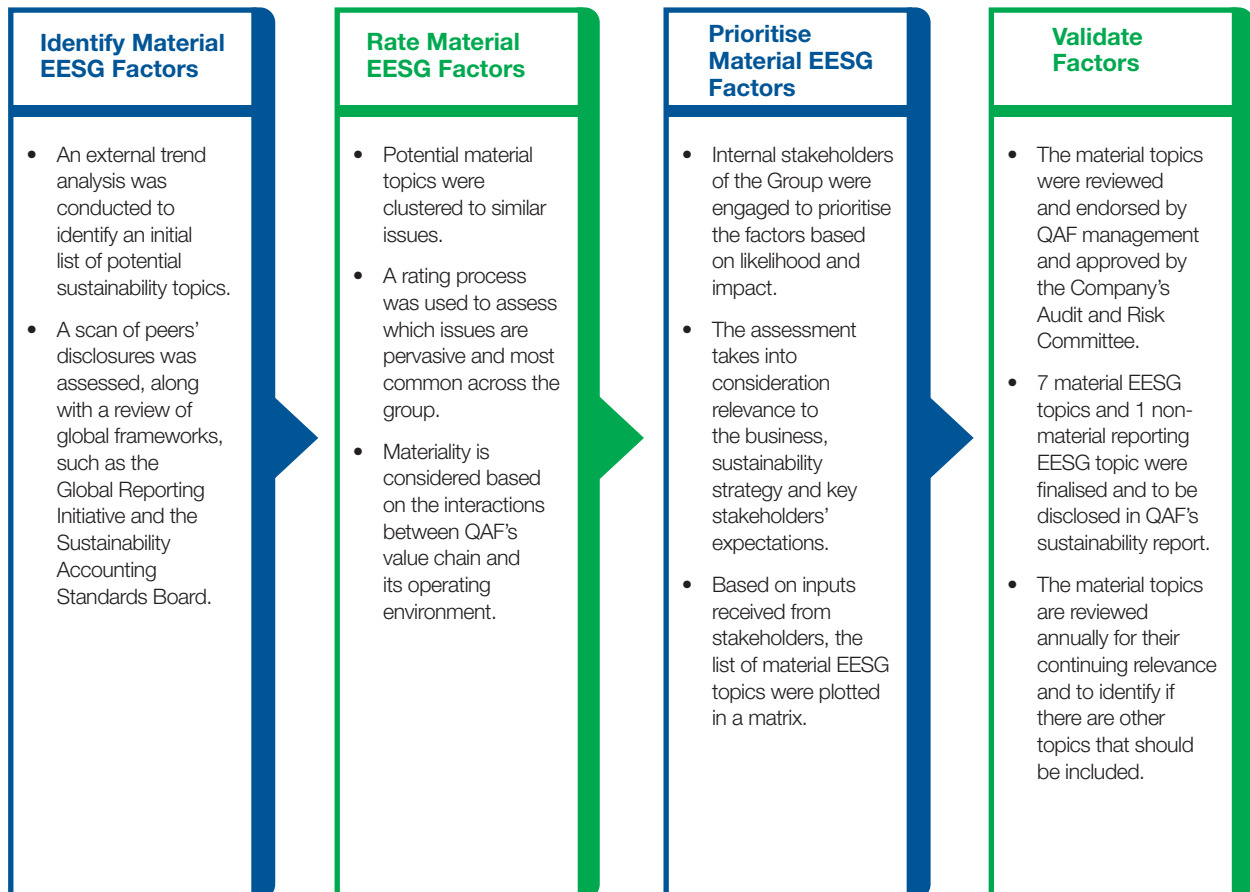 Identify Material
EESG Factors
• An external trend
analysis was
conducted to
identify an initial
list of potential
sustainability topics.
• A scan of peers’
disclosures was
assessed, along
with a review of
global frameworks,
such as the
Global Reporting
Initiative and the
Sustainability
Accounting
Standards Board.
Rate Material
EESG Factors
• Potential material
topics were
clustered to similar
issues.
• A rating process
was used to assess
which issues are
pervasive and most
common across the
group.
• Materiality is
considered based
on the interactions
between QAF’s
value chain and
its operating
environment.
Prioritise
Material EESG
Factors
• Internal stakeholders
of the Group were
engaged to prioritise
the factors based
on likelihood and
impact.
• The assessment
takes into
consideration
relevance to
the business,
sustainability
strategy and key
stakeholders’
expectations.
• Based on inputs
received from
stakeholders, the
list of material EESG
topics were plotted
in a matrix.
Validate
Factors
• The material topics
were reviewed
and endorsed by
QAF management
and approved by
the Company’s
Audit and Risk
Committee.
• 7 material EESG
topics and 1 non-
material reporting
EESG topic were
finalised and to be
disclosed in QAF’s
sustainability report.
• The material topics
are reviewed
annually for their
continuing relevance
and to identify if
there are other
topics that should
be included.